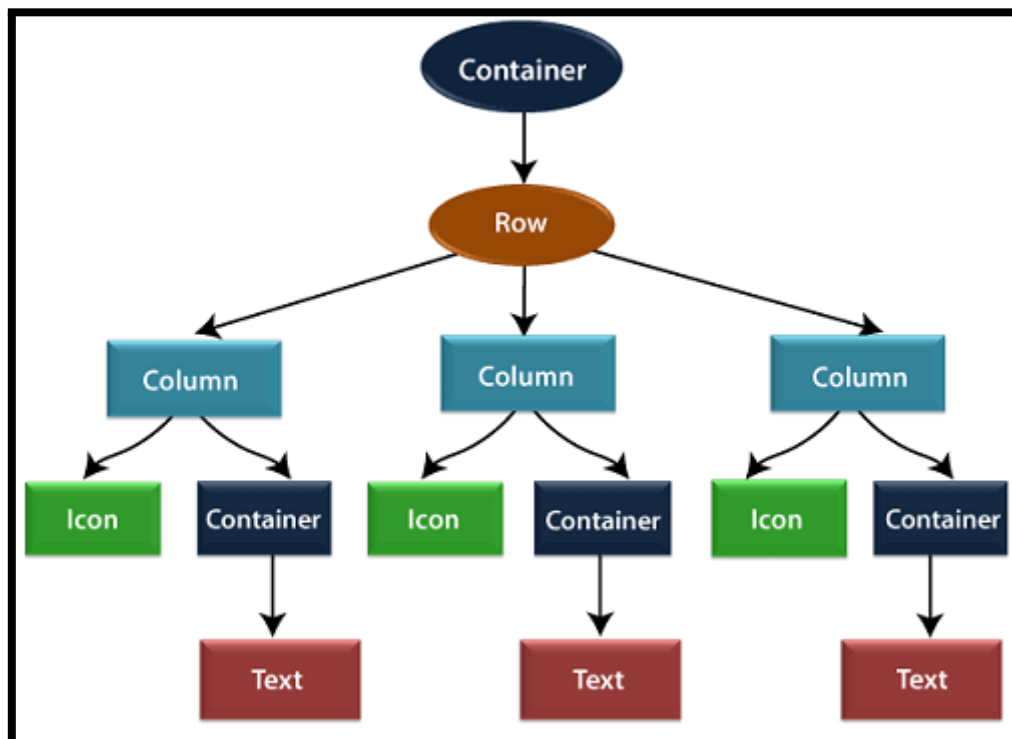 Container
Row
Column
Column
Column
Icon
Container
Icon
Container
Icon
Container
Text
Text
Text